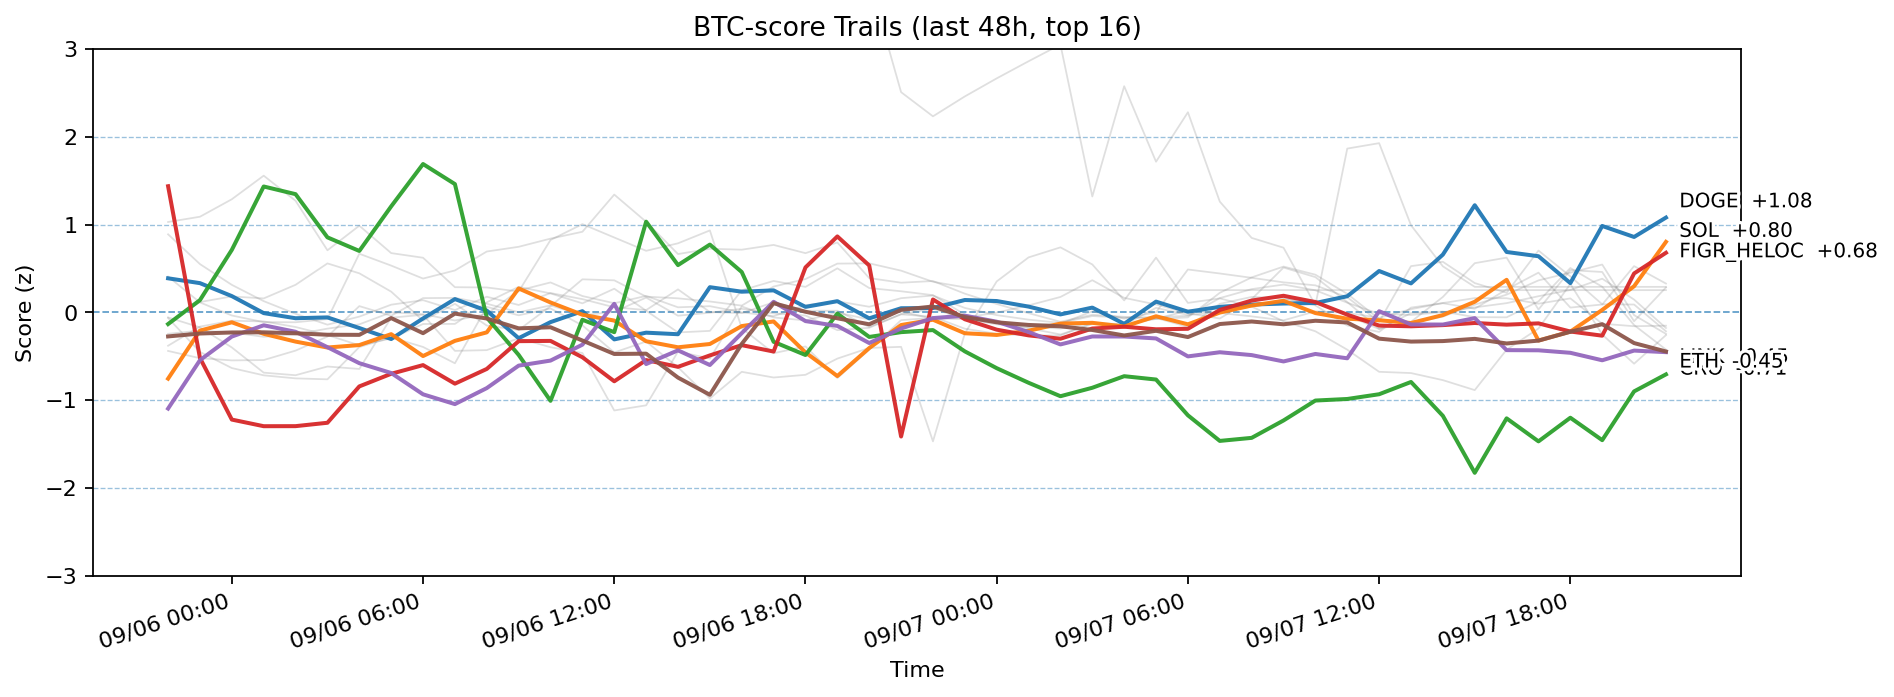 BTC-score Trails (last 48h, top 16)
Score (z)
3
2
1
0
−1
−2
−3
DOGE +1.08
SOL +0.80
FIGR_HELOC +0.68
ETH -0.45
-0.71
09/06 00:00
09/06 06:00
09/06 12:00
09/06 18:00
09/07 00:00
09/07 06:00
09/07 12:00
09/07 18:00
Time